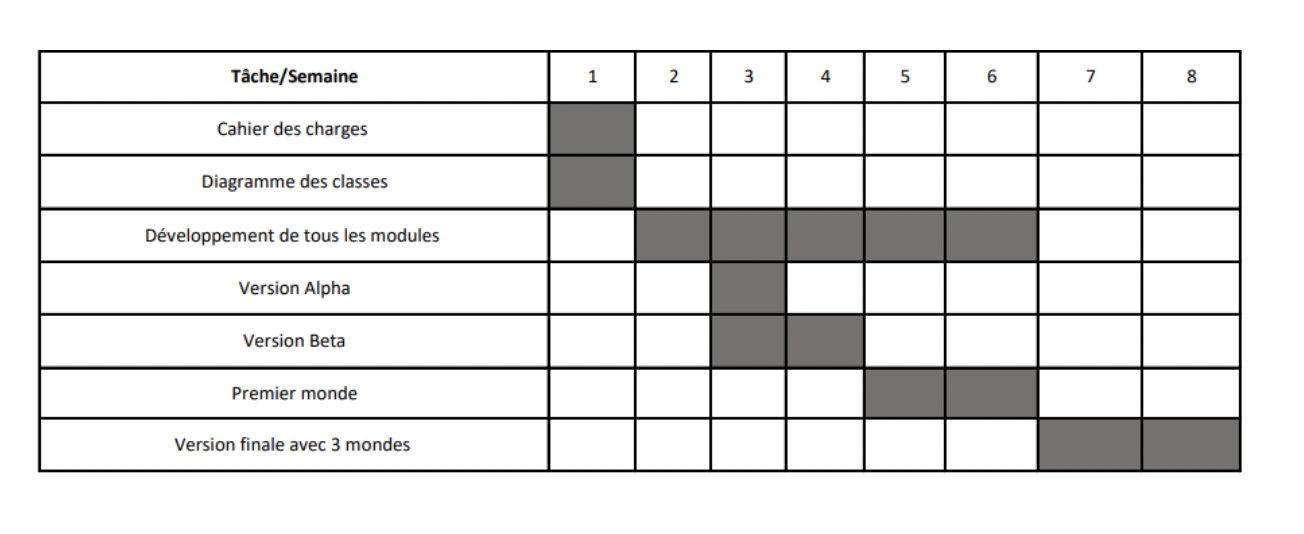 Tâche/Semaine 1 2 3 4 5 6 7 8
Cahier des charges
Diagramme des classes
Développement de tous les modules
Version Alpha
Version Beta
Premier monde
Version finale avec 3 mondes